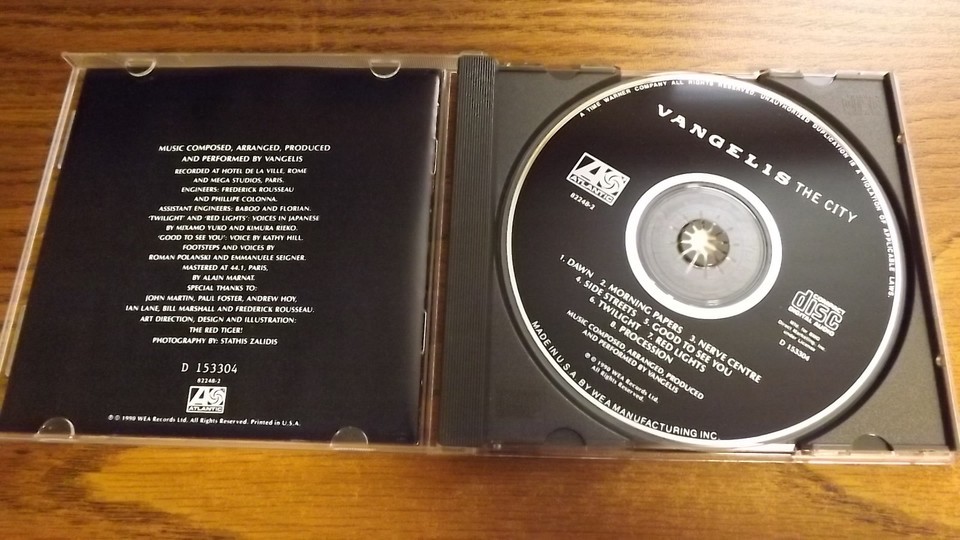 MUSIC COMPOSED, ARRANGED, PRODUCED
AND PERFORMED BY VANGELIS
RECORDED AT HOTEL DE LA VILLE, ROME
AND MEGA STUDIOS, PARIS.
ENGINEERS: FREDERICK ROUSSEAU
AND PHILLIPE COLONNA.
ASSISTANT ENGINEERS: BABOO AND FLORIAN.
'TWILIGHT' AND 'RED LIGHTS': VOICES IN JAPANESE
BY MIXAMO YUKO AND KIMURA RIEKO.
'GOOD TO SEE YOU': VOICE BY KATHY HILL.
FOOTSTEPS AND VOICES BY
ROMAN POLANSKI AND EMMANUELE SEIGNER.
MASTERED AT 44.1, PARIS,
BY ALAIN MARNAT.
SPECIAL THANKS TO:
JOHN MARTIN, PAUL FOSTER, ANDREW HOY,
IAN LANE, BILL MARSHALL AND FREDERICK ROUSSEAU.
ART DIRECTION, DESIGN AND ILLUSTRATION:
THE RED TIGER!
PHOTOGRAPHY BY: STATHIS ZALIDIS
D 153304
82248-2
ATLANTIC
℗ © 1990 WEA Records Ltd. All Rights Reserved. Printed in U.S.A.
A TIME WARNER COMPANY ALL RIGHTS RESERVED. UNAUTHORIZED DUPLICATION IS A VIOLATION OF APPLICABLE LAWS.
VANGELIS THE CITY
ATLANTIC
82248-2
COMPACT
disc
DIGITAL AUDIO
D 153304
1. DAWN 2. MORNING PAPERS 3. NERVE CENTRE
4. SIDE STREETS 5. GOOD TO SEE YOU
6. TWILIGHT 7. RED LIGHTS
8. PROCESSION
MUSIC COMPOSED, ARRANGED, PRODUCED
AND PERFORMED BY VANGELIS
℗ © 1990 WEA Records Ltd.
All Rights Reserved.
MADE IN U.S.A. BY WEA MANUFACTURING INC.